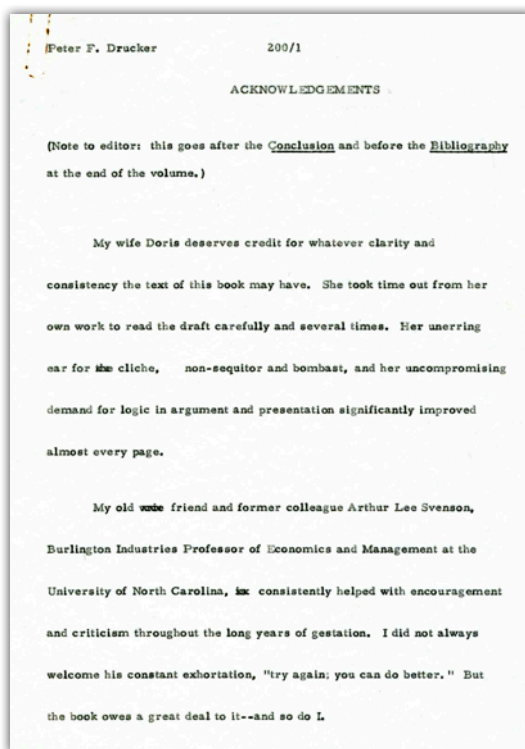 Peter F. Drucker 200/1
ACKNOWLEDGEMENTS
(Note to editor: this goes after the Conclusion and before the Bibliography
at the end of the volume.)
My wife Doris deserves credit for whatever clarity and
consistency the text of this book may have. She took time out from her
own work to read the draft carefully and several times. Her unerring
ear for the cliche, non-sequitor and bombast, and her uncompromising
demand for logic in argument and presentation significantly improved
almost every page.
My old friend and former colleague Arthur Lee Svenson,
Burlington Industries Professor of Economics and Management at the
University of North Carolina, consistently helped with encouragement
and criticism throughout the long years of gestation. I did not always
welcome his constant exhortation, "try again; you can do better." But
the book owes a great deal to it--and so do I.